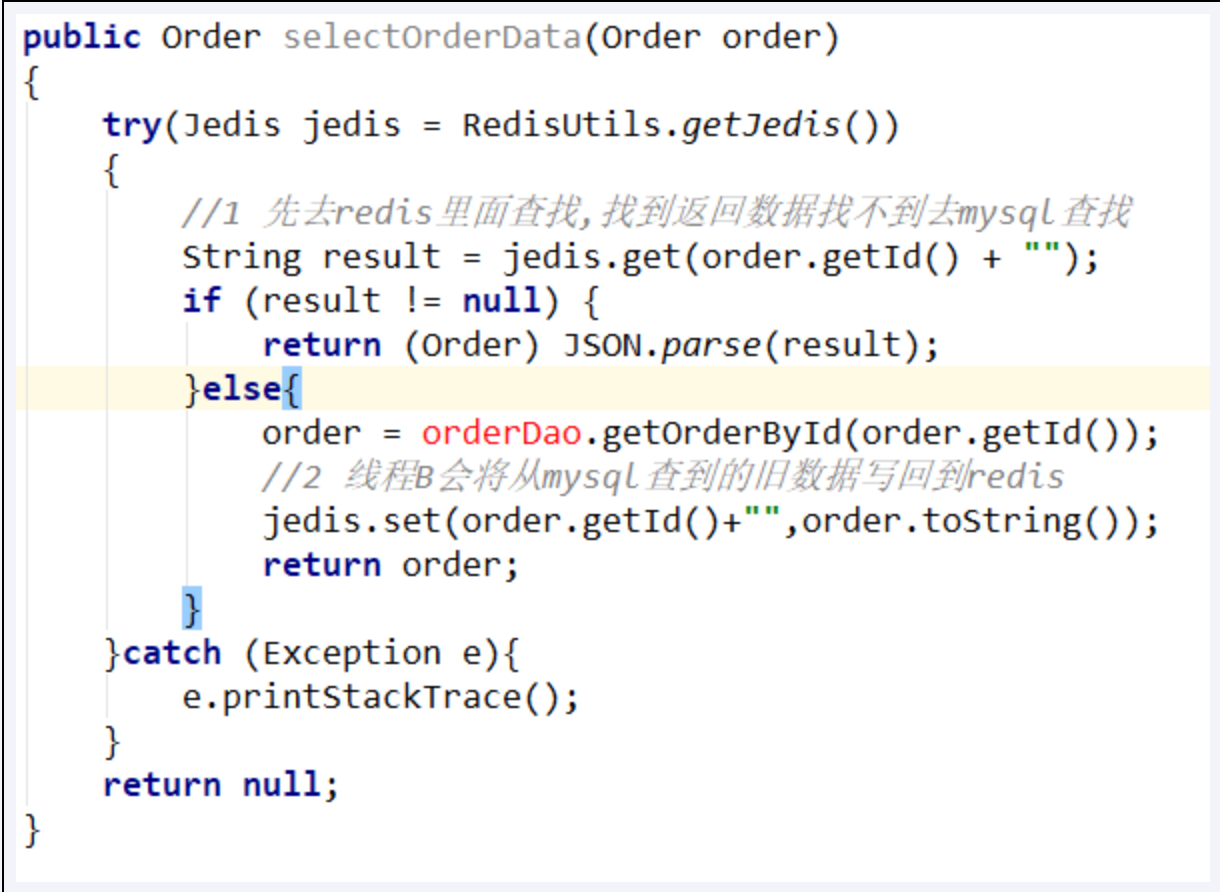 public Order selectOrderData(Order order)
{
try(Jedis jedis = RedisUtils.getJedis())
{
//1 先去redis里面查找,找到返回数据找不到去mysql查找
String result = jedis.get(order.getId() + "");
if (result != null) {
return (Order) JSON.parse(result);
}else{
order = orderDao.getOrderById(order.getId());
//2 线程B会将从mysql查到的旧数据写回到redis
jedis.set(order.getId()+"",order.toString());
return order;
}
}catch (Exception e){
e.printStackTrace();
}
return null;
}